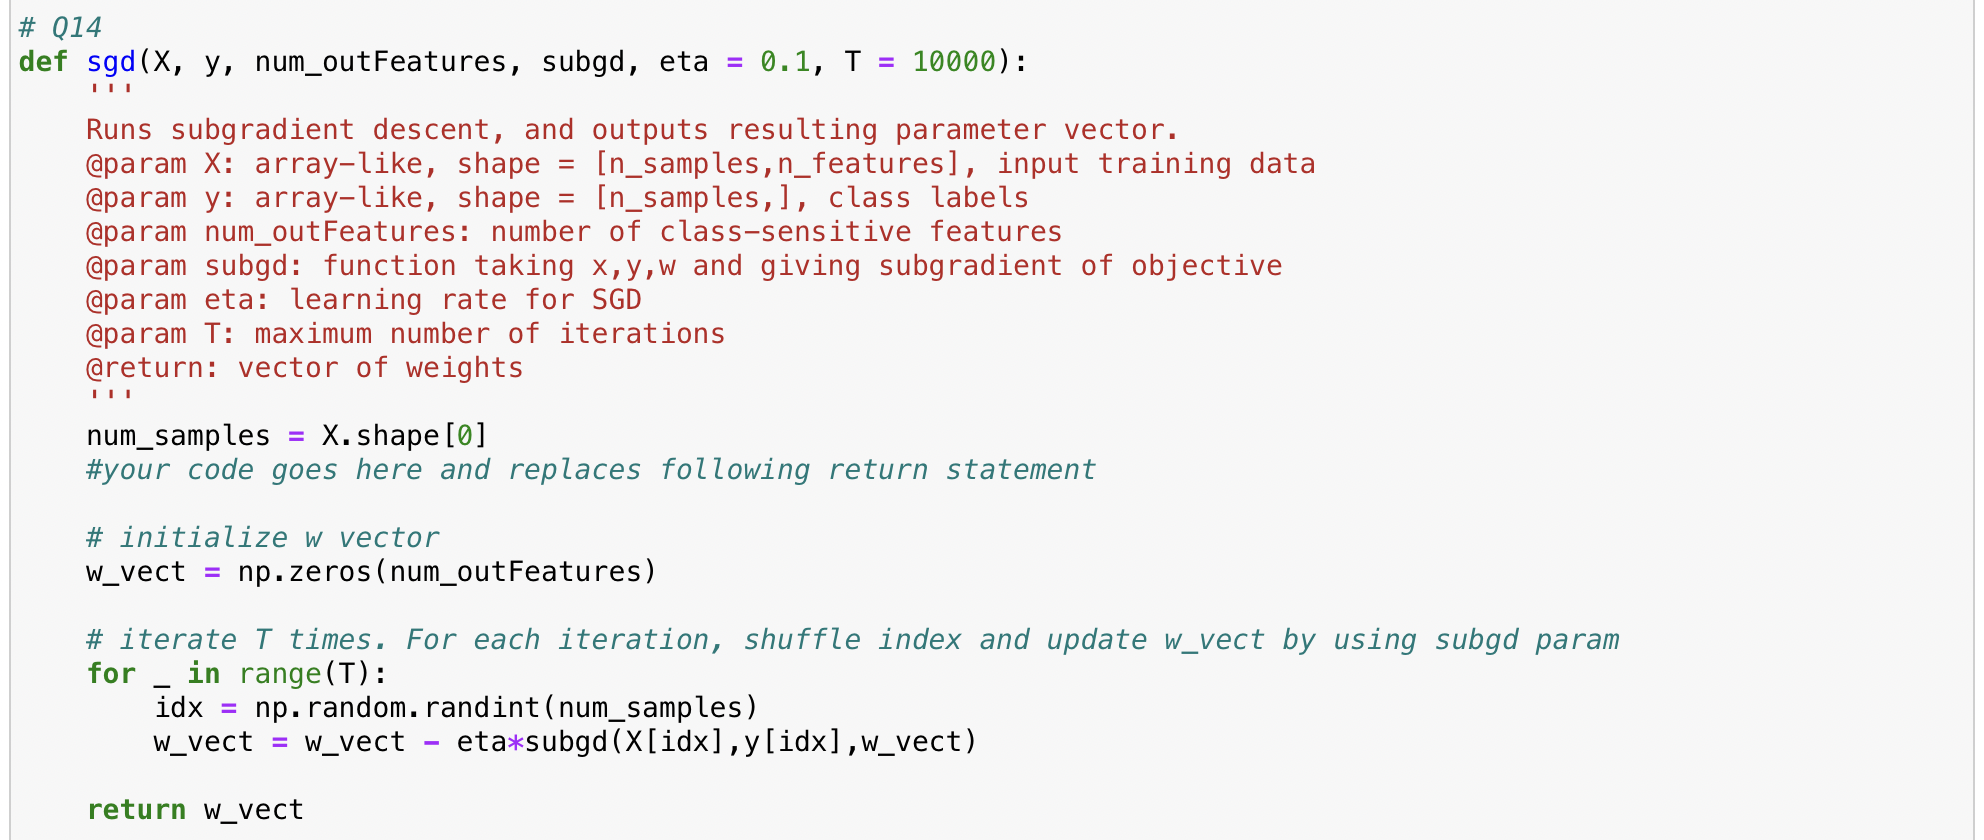 # Q14
def sgd(X, y, num_outFeatures, subgd, eta = 0.1, T = 10000):
    '''
    Runs subgradient descent, and outputs resulting parameter vector.
    @param X: array-like, shape = [n_samples,n_features], input training data
    @param y: array-like, shape = [n_samples,], class labels
    @param num_outFeatures: number of class-sensitive features
    @param subgd: function taking x,y,w and giving subgradient of objective
    @param eta: learning rate for SGD
    @param T: maximum number of iterations
    @return: vector of weights
    '''
    num_samples = X.shape[0]
    #your code goes here and replaces following return statement

    # initialize w vector
    w_vect = np.zeros(num_outFeatures)

    # iterate T times. For each iteration, shuffle index and update w_vect by using subgd param
    for _ in range(T):
        idx = np.random.randint(num_samples)
        w_vect = w_vect - eta*subgd(X[idx],y[idx],w_vect)

    return w_vect